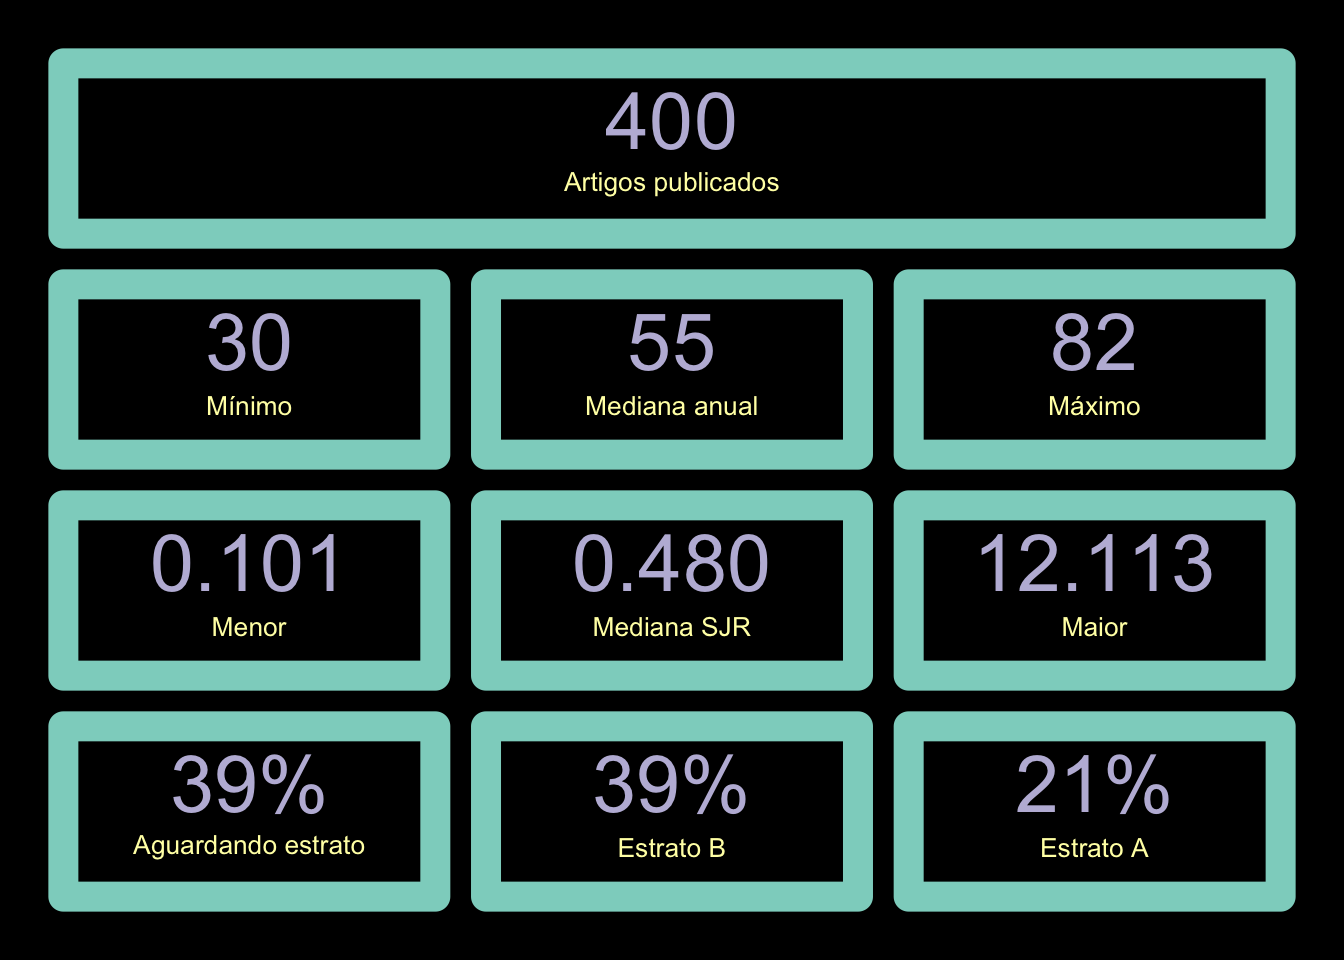 400
Artigos publicados
30
Mínimo
55
Mediana anual
82
Máximo
0.101
Menor
0.480
Mediana SJR
12.113
Maior
39%
Aguardando estrato
39%
Estrato B
21%
Estrato A